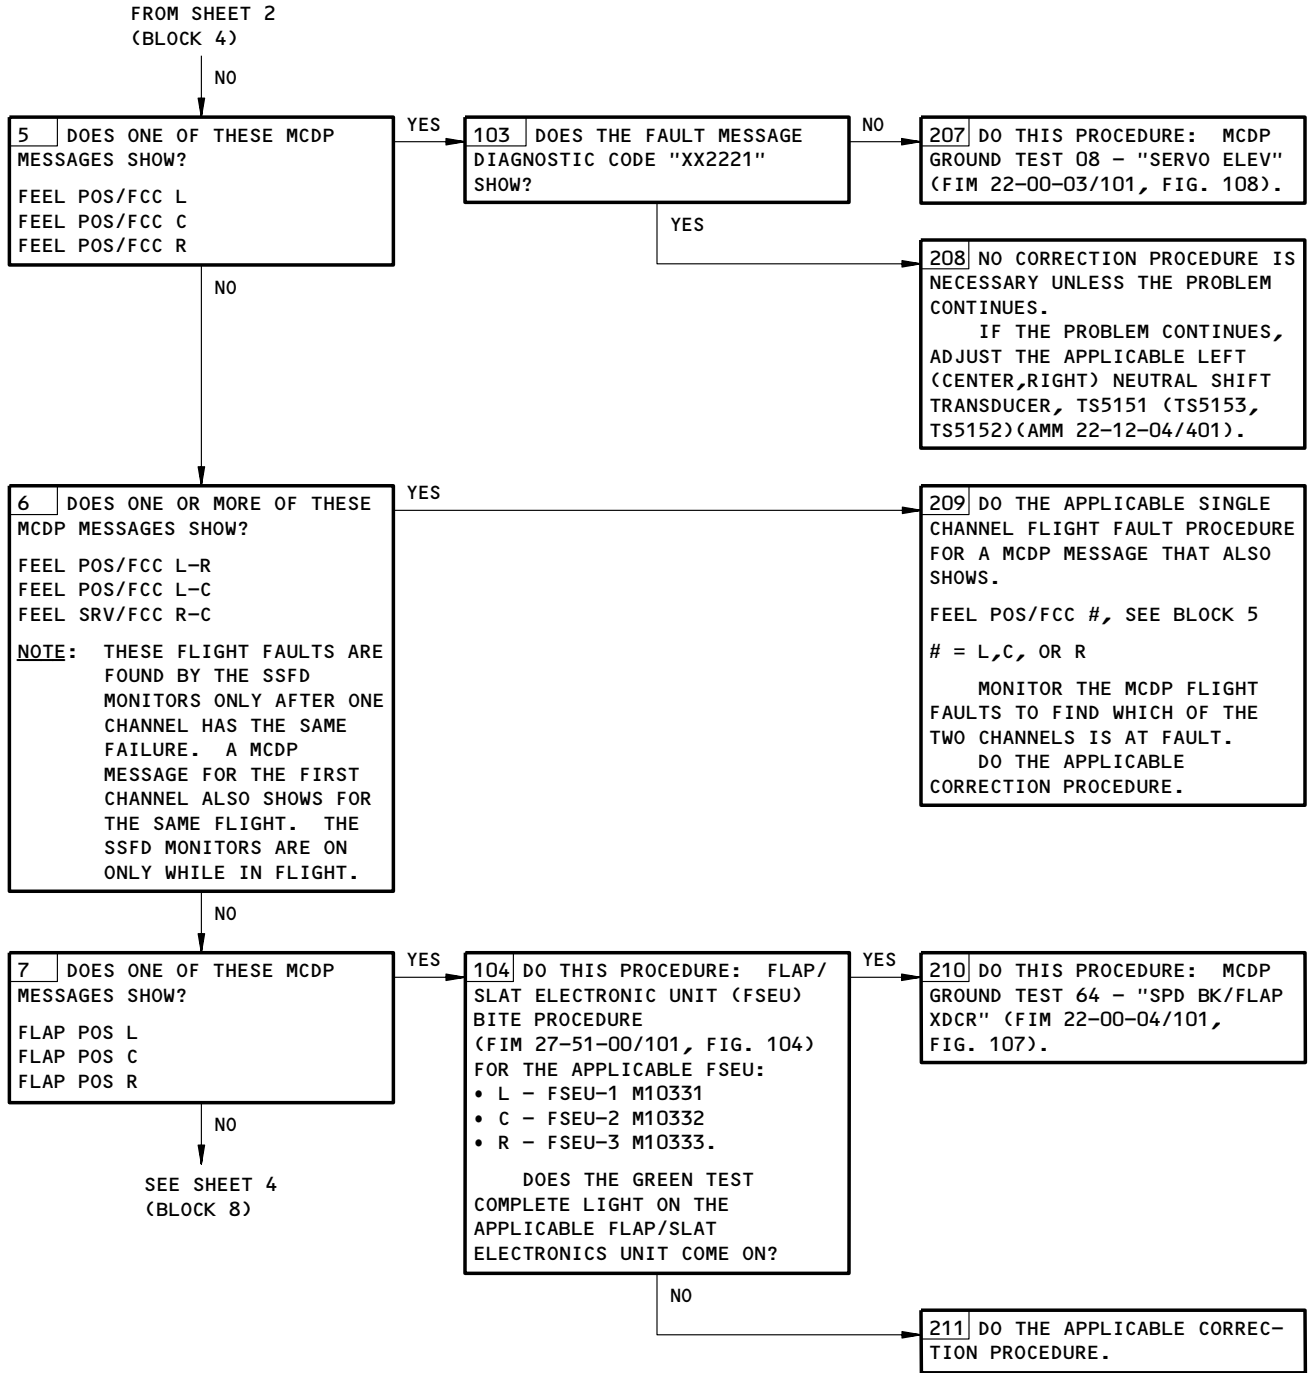 FROM SHEET 2
(BLOCK 4)
NO
5 DOES ONE OF THESE MCDP
MESSAGES SHOW?
FEEL POS/FCC L
FEEL POS/FCC C
FEEL POS/FCC R
YES
103 DOES THE FAULT MESSAGE
DIAGNOSTIC CODE "XX2221"
SHOW?
NO
207 DO THIS PROCEDURE: MCDP
GROUND TEST 08 - "SERVO ELEV"
(FIM 22-00-03/101, FIG. 108).
YES
208 NO CORRECTION PROCEDURE IS
NECESSARY UNLESS THE PROBLEM
CONTINUES.
IF THE PROBLEM CONTINUES,
ADJUST THE APPLICABLE LEFT
(CENTER,RIGHT) NEUTRAL SHIFT
TRANSDUCER, TS5151 (TS5153,
TS5152)(AMM 22-12-04/401).
NO
6 DOES ONE OR MORE OF THESE
MCDP MESSAGES SHOW?
FEEL POS/FCC L-R
FEEL POS/FCC L-C
FEEL SRV/FCC R-C
NOTE: THESE FLIGHT FAULTS ARE
FOUND BY THE SSFD
MONITORS ONLY AFTER ONE
CHANNEL HAS THE SAME
FAILURE. A MCDP
MESSAGE FOR THE FIRST
CHANNEL ALSO SHOWS FOR
THE SAME FLIGHT. THE
SSFD MONITORS ARE ON
ONLY WHILE IN FLIGHT.
YES
209 DO THE APPLICABLE SINGLE
CHANNEL FLIGHT FAULT PROCEDURE
FOR A MCDP MESSAGE THAT ALSO
SHOWS.
FEEL POS/FCC #, SEE BLOCK 5
# = L,C, OR R
MONITOR THE MCDP FLIGHT
FAULTS TO FIND WHICH OF THE
TWO CHANNELS IS AT FAULT.
DO THE APPLICABLE
CORRECTION PROCEDURE.
NO
7 DOES ONE OF THESE MCDP
MESSAGES SHOW?
FLAP POS L
FLAP POS C
FLAP POS R
YES
104 DO THIS PROCEDURE: FLAP/
SLAT ELECTRONIC UNIT (FSEU)
BITE PROCEDURE
(FIM 27-51-00/101, FIG. 104)
FOR THE APPLICABLE FSEU:
• L - FSEU-1 M10331
• C - FSEU-2 M10332
• R - FSEU-3 M10333.
DOES THE GREEN TEST
COMPLETE LIGHT ON THE
APPLICABLE FLAP/SLAT
ELECTRONICS UNIT COME ON?
YES
210 DO THIS PROCEDURE: MCDP
GROUND TEST 64 - "SPD BK/FLAP
XDCR" (FIM 22-00-04/101,
FIG. 107).
NO
SEE SHEET 4
(BLOCK 8)
NO
211 DO THE APPLICABLE CORREC-
TION PROCEDURE.